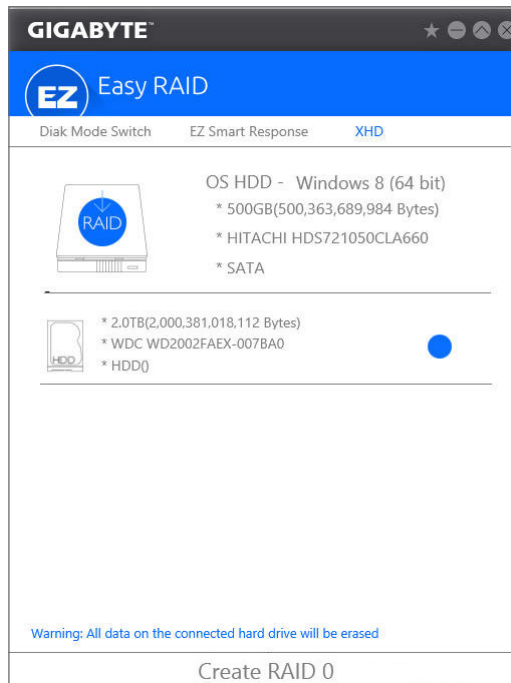 GIGABYTE™
EZ Easy RAID
Diak Mode Switch EZ Smart Response XHD
OS HDD - Windows 8 (64 bit)
* 500GB(500,363,689,984 Bytes)
RAID
* HITACHI HDS721050CLA660
* SATA
* 2.0TB(2,000,381,018,112 Bytes)
* WDC WD2002FAEX-007BA0
HDD
* HDD()
Warning: All data on the connected hard drive will be erased
Create RAID 0